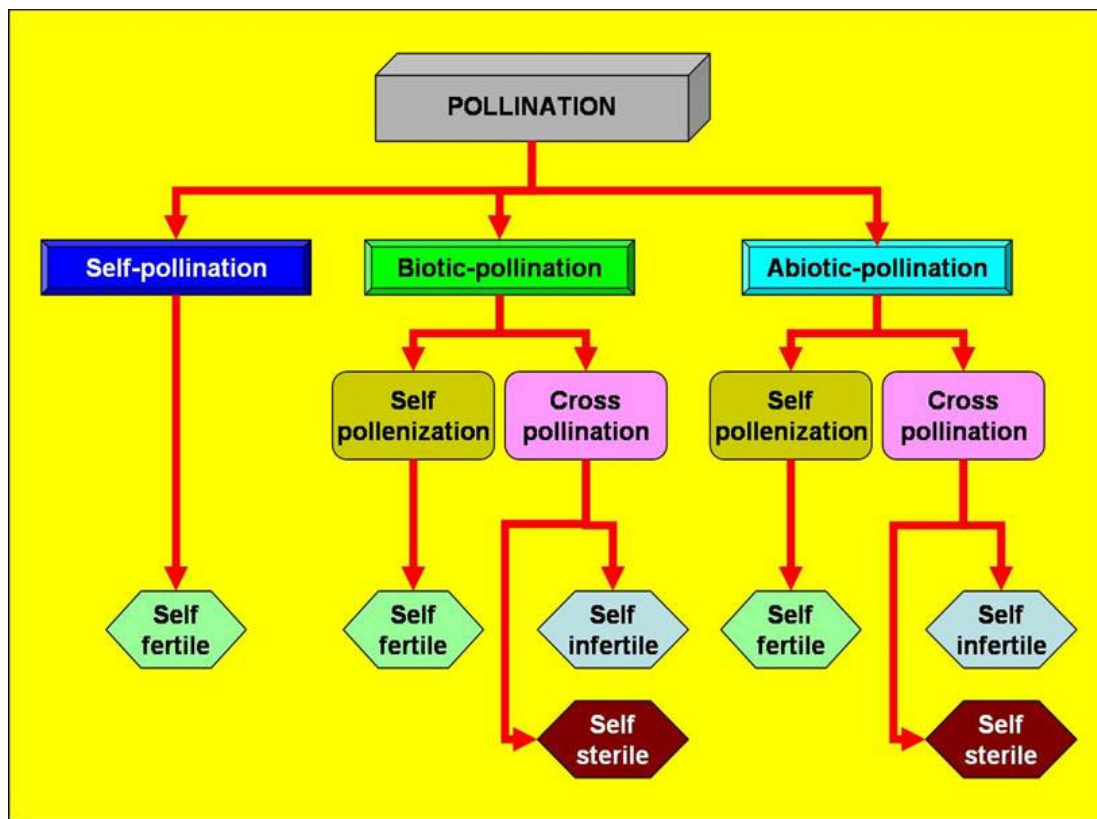 POLLINATION
Self-pollination
Biotic-pollination
Abiotic-pollination
Self
pollenization
Cross
pollination
Self
pollenization
Cross
pollination
Self
fertile
Self
fertile
Self
infertile
Self
fertile
Self
infertile
Self
sterile
Self
sterile